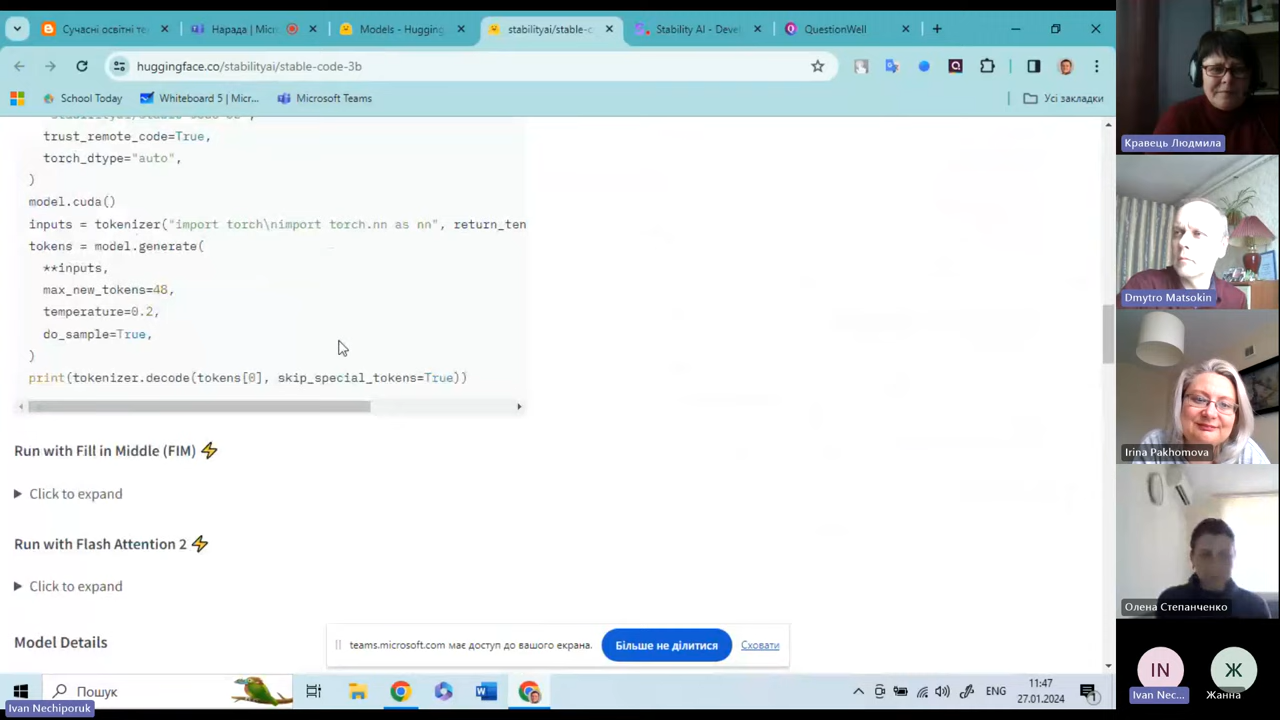 Сучасні освітні те
Нарада | Micr
Models - Hugging
stabilityai/stable-c
Stability AI - Deve
QuestionWell
huggingface.co/stabilityai/stable-code-3b
School Today
Whiteboard 5 | Micr...
Microsoft Teams
Усі закладки
trust_remote_code=True,
torch_dtype="auto",
)
model.cuda()
inputs = tokenizer("import torch\nimport torch.nn as nn", return_ten
tokens = model.generate(
**inputs,
max_new_tokens=48,
temperature=0.2,
do_sample=True,
)
print(tokenizer.decode(tokens[0], skip_special_tokens=True))
Run with Fill in Middle (FIM) ⚡
Click to expand
Run with Flash Attention 2 ⚡
Click to expand
Model Details
teams.microsoft.com має доступ до вашого екрана.
Більше не ділитися
Сховати
Пошук
ENG
11:47
27.01.2024
1
Ivan Nechiporuk
Кравець Людмила
Dmytro Matsokin
Irina Pakhomova
Олена Степанченко
IN
Ivan Nec...
Ж
Жанна